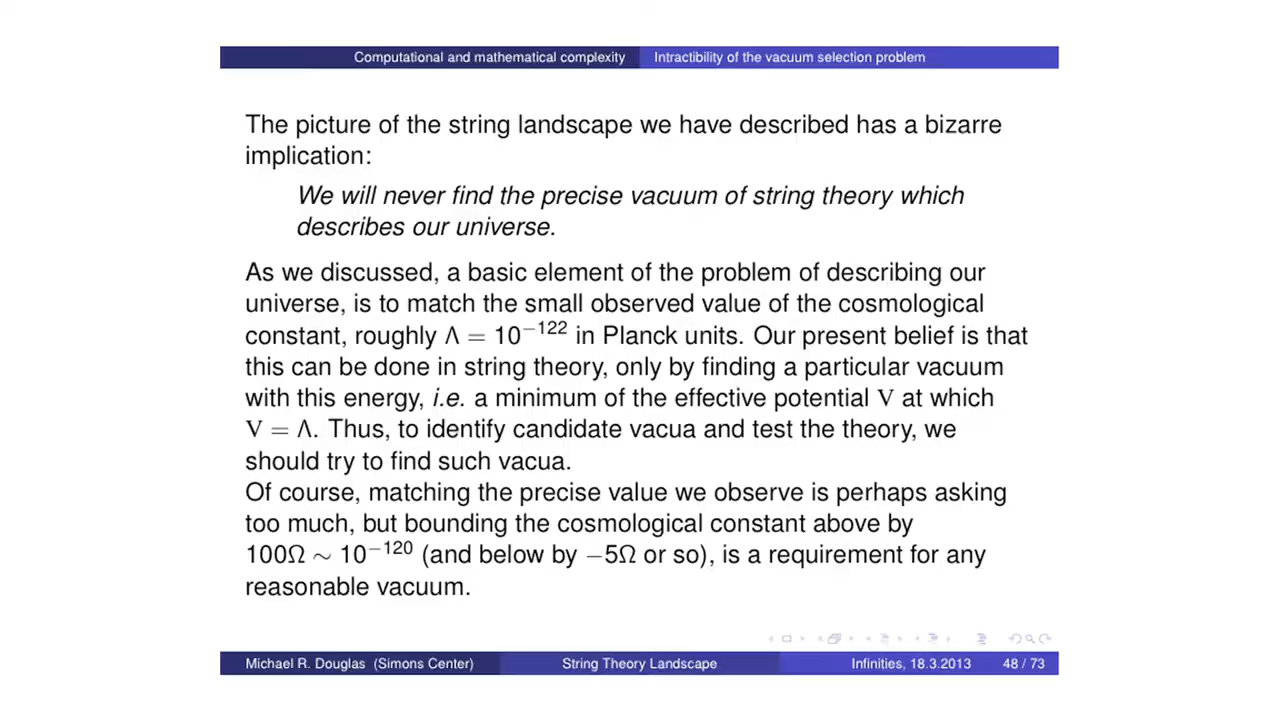 Computational and mathematical complexity Intractibility of the vacuum selection problem
The picture of the string landscape we have described has a bizarre
implication:
We will never find the precise vacuum of string theory which
describes our universe.
As we discussed, a basic element of the problem of describing our
universe, is to match the small observed value of the cosmological
constant, roughly Λ = 10⁻¹²² in Planck units. Our present belief is that
this can be done in string theory, only by finding a particular vacuum
with this energy, i.e. a minimum of the effective potential V at which
V = Λ. Thus, to identify candidate vacua and test the theory, we
should try to find such vacua.
Of course, matching the precise value we observe is perhaps asking
too much, but bounding the cosmological constant above by
100Ω ∼ 10⁻¹²⁰ (and below by −5Ω or so), is a requirement for any
reasonable vacuum.
Michael R. Douglas (Simons Center) String Theory Landscape Infinities, 18.3.2013 48 / 73